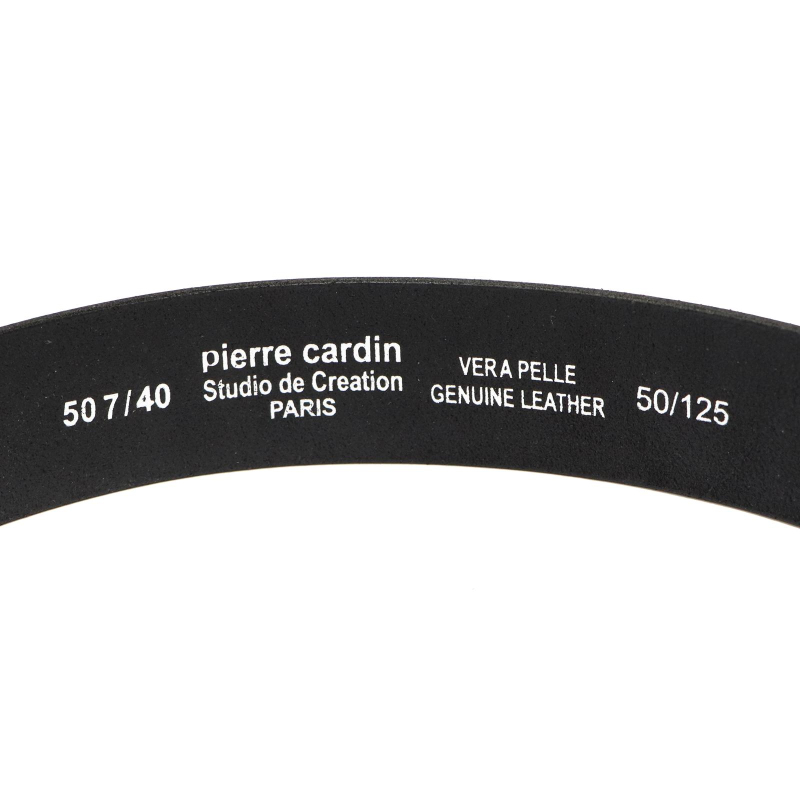 50 7/40
pierre cardin
Studio de Creation
PARIS
VERA PELLE
GENUINE LEATHER
50/125